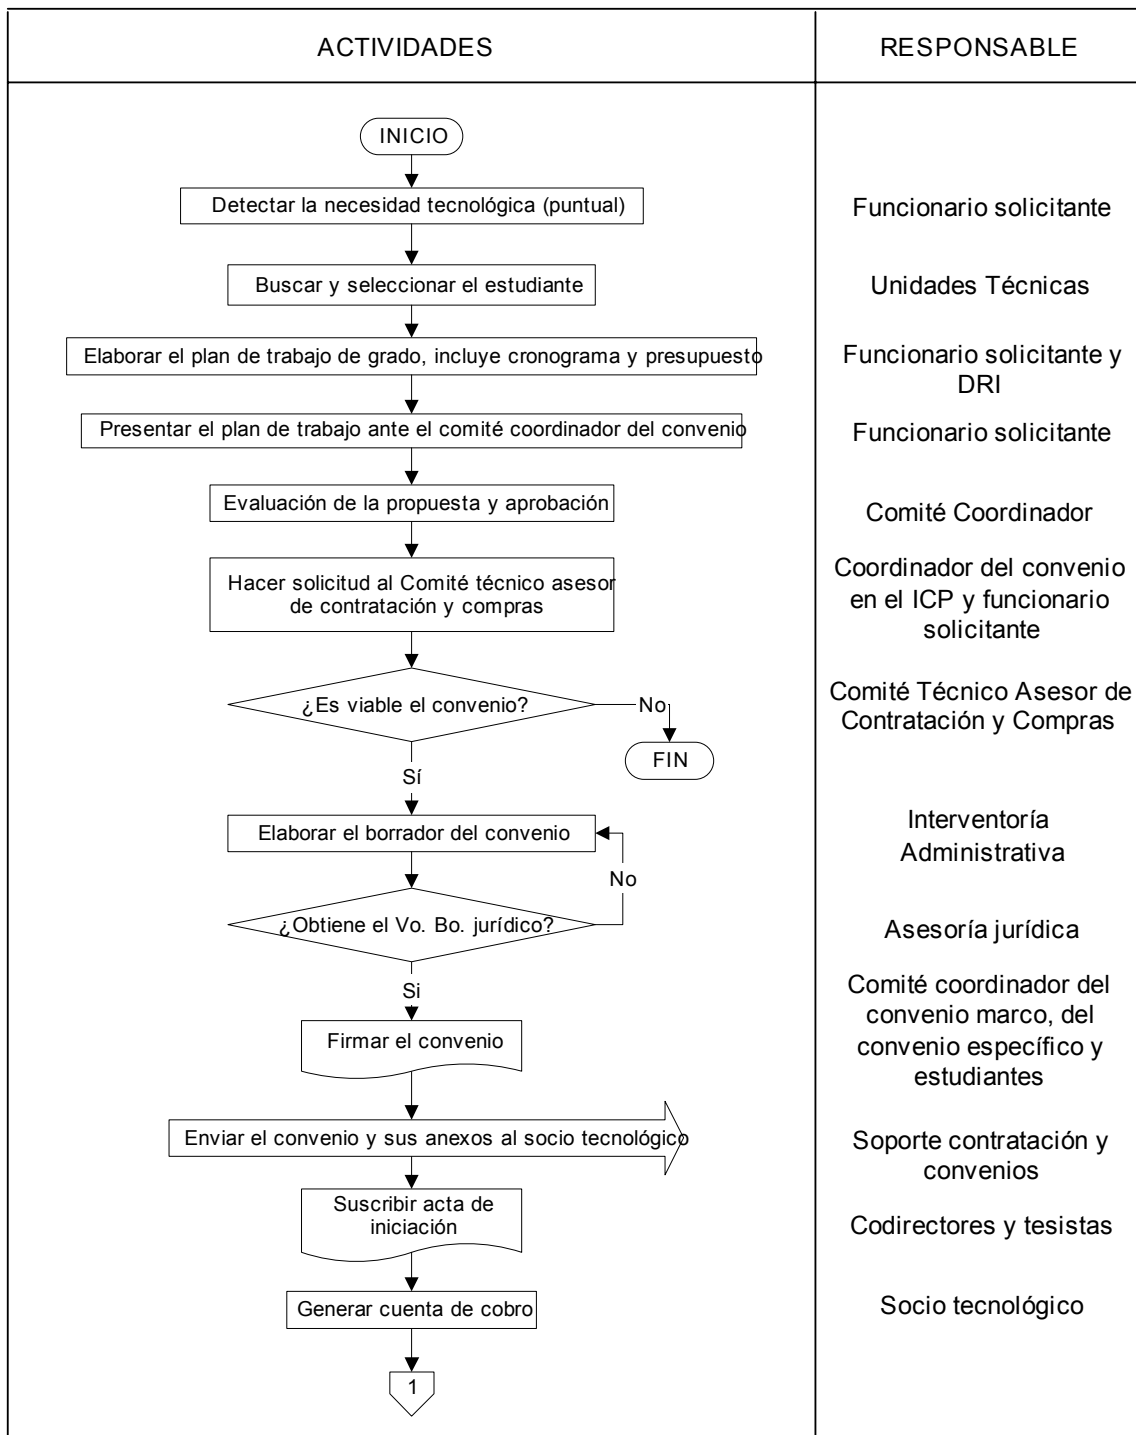 ACTIVIDADES
RESPONSABLE
INICIO
Detectar la necesidad tecnológica (puntual)
Funcionario solicitante
Buscar y seleccionar el estudiante
Unidades Técnicas
Elaborar el plan de trabajo de grado, incluye cronograma y presupuesto
Funcionario solicitante y
DRI
Presentar el plan de trabajo ante el comité coordinador del convenio
Funcionario solicitante
Evaluación de la propuesta y aprobación
Comité Coordinador
Hacer solicitud al Comité técnico asesor
de contratación y compras
Coordinador del convenio
en el ICP y funcionario
solicitante
¿Es viable el convenio?
No
Comité Técnico Asesor de
Contratación y Compras
FIN
Sí
Elaborar el borrador del convenio
Interventoría
Administrativa
No
¿Obtiene el Vo. Bo. jurídico?
Asesoría jurídica
Si
Firmar el convenio
Comité coordinador del
convenio marco, del
convenio específico y
estudiantes
Enviar el convenio y sus anexos al socio tecnológico
Soporte contratación y
convenios
Suscribir acta de
iniciación
Codirectores y tesistas
Generar cuenta de cobro
Socio tecnológico
1